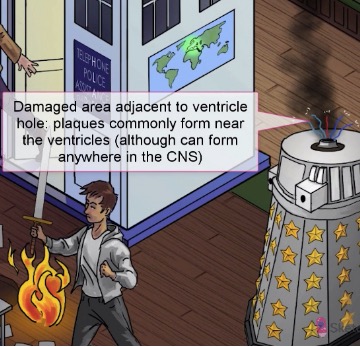 TELEPHONE
POLICE
Damaged area adjacent to ventricle
hole: plaques commonly form near
the ventricles (although can form
anywhere in the CNS)